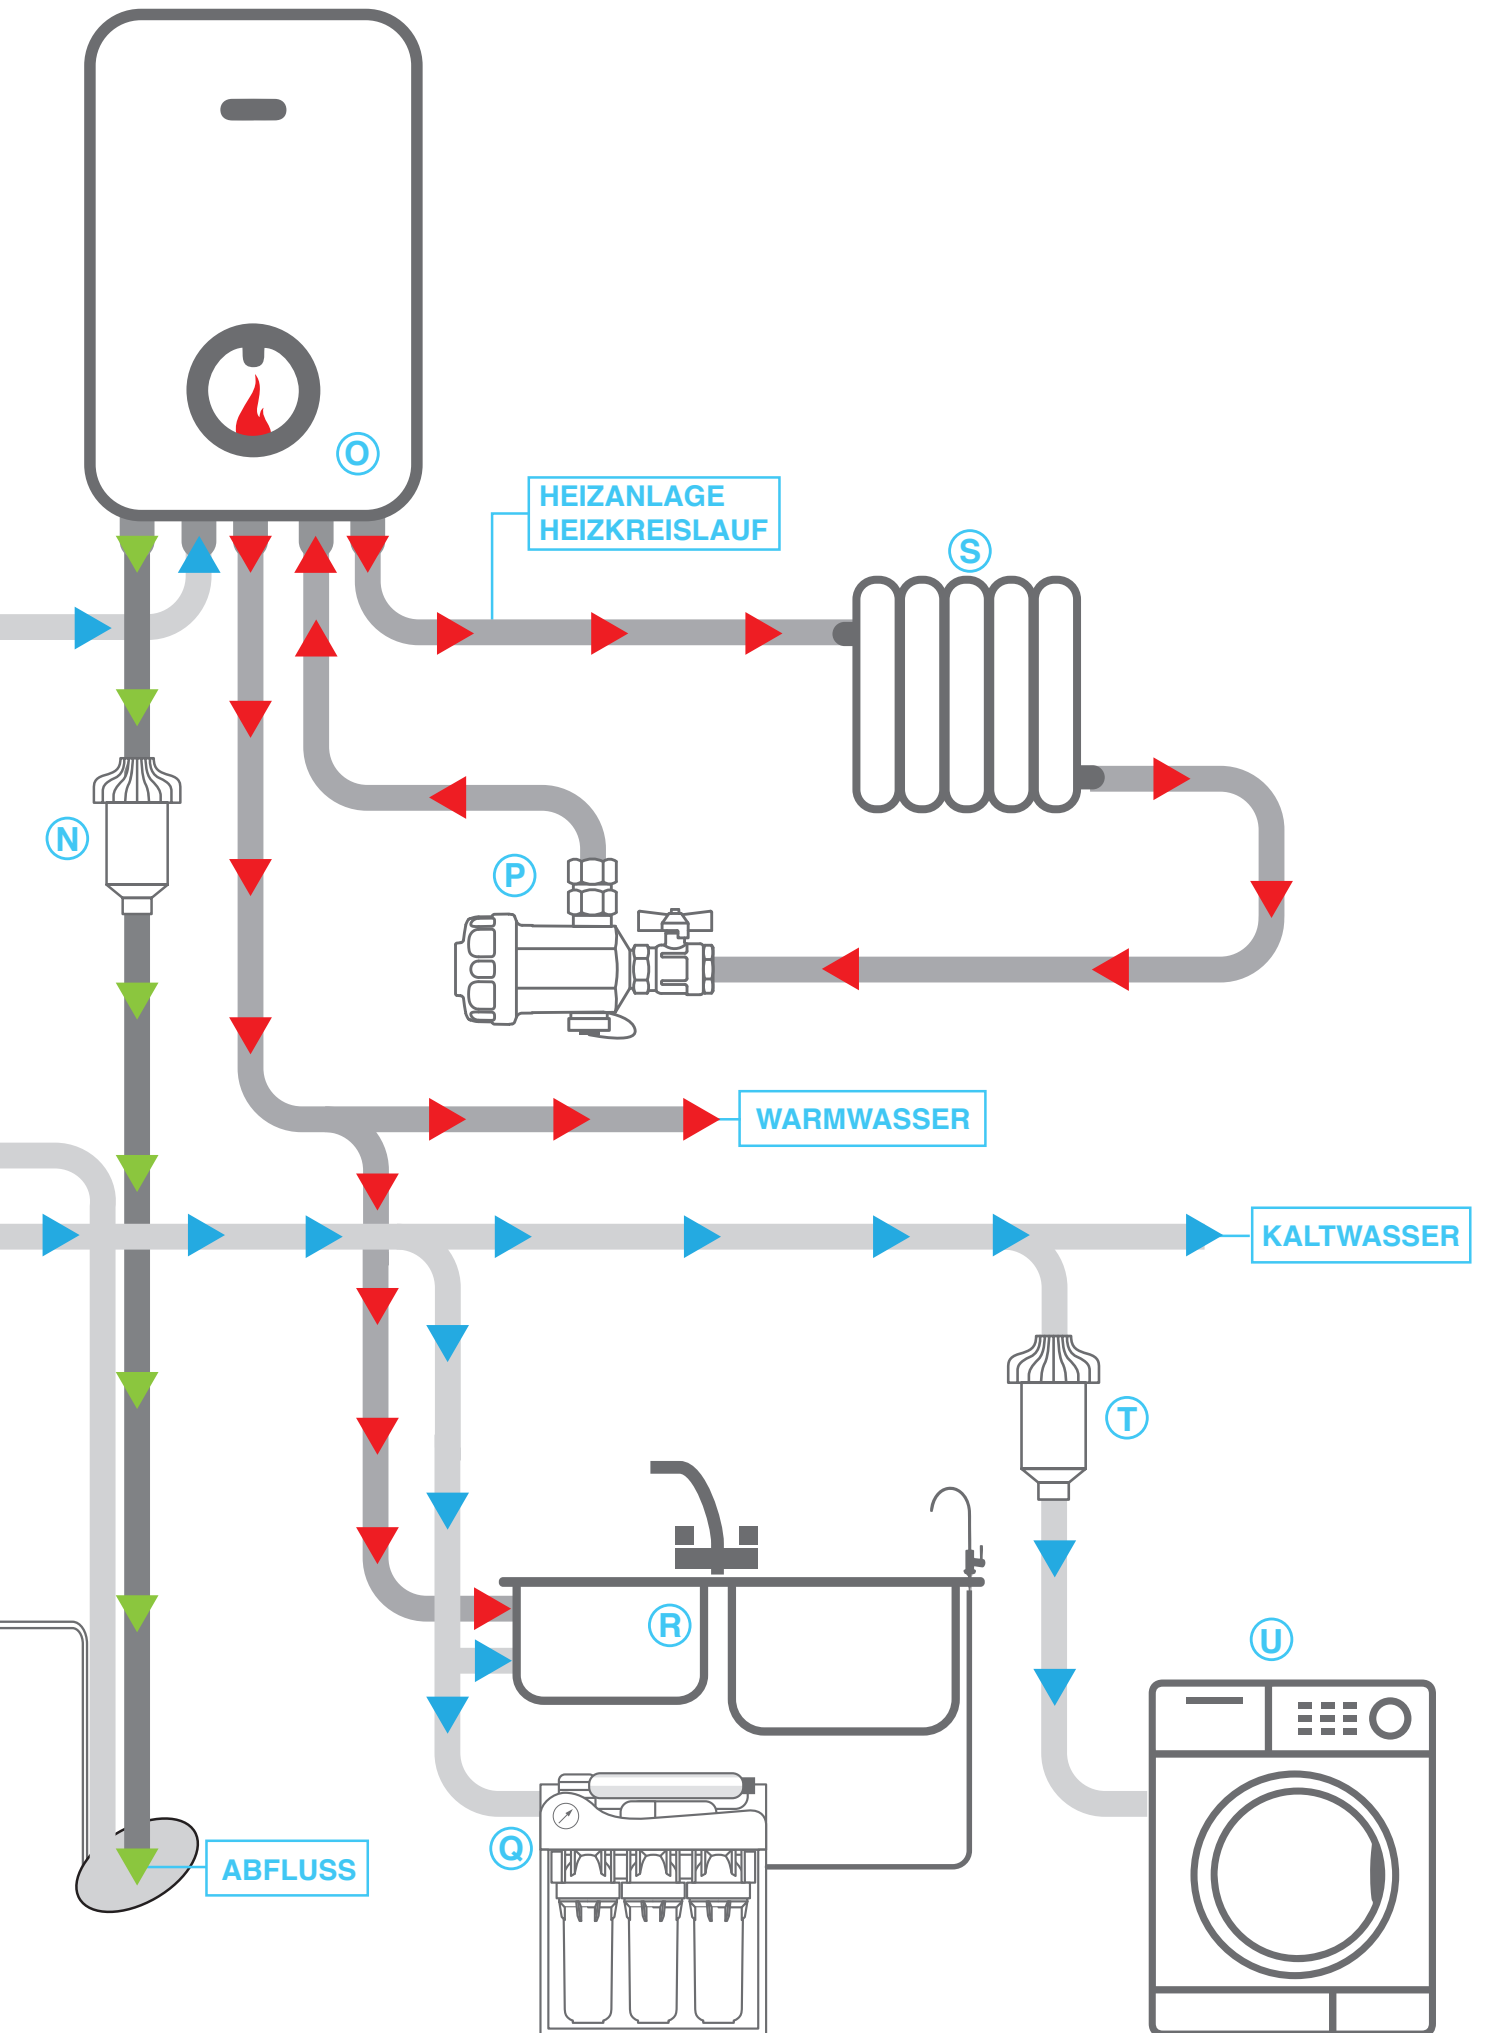 O
HEIZANLAGE
HEIZKREISLAUF
S
N
P
WARMWASSER
KALTWASSER
T
R
U
Q
ABFLUSS